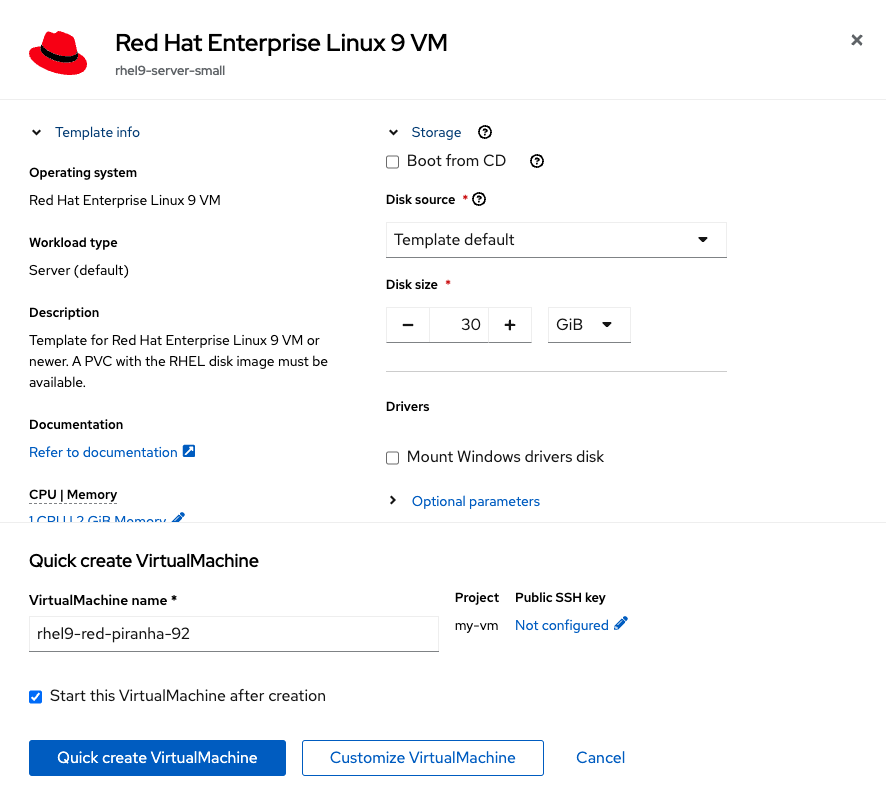 Red Hat Enterprise Linux 9 VM
rhel9-server-small
Template info
Operating system
Red Hat Enterprise Linux 9 VM
Workload type
Server (default)
Description
Template for Red Hat Enterprise Linux 9 VM or
newer. A PVC with the RHEL disk image must be
available.
Documentation
Refer to documentation
CPU | Memory
1 CPU | 2 GiB Memory
Storage
Boot from CD
Disk source *
Template default
Disk size *
30 GiB
Drivers
Mount Windows drivers disk
Optional parameters
Quick create VirtualMachine
VirtualMachine name *
rhel9-red-piranha-92
Project
my-vm
Public SSH key
Not configured
Start this VirtualMachine after creation
Quick create VirtualMachine
Customize VirtualMachine
Cancel